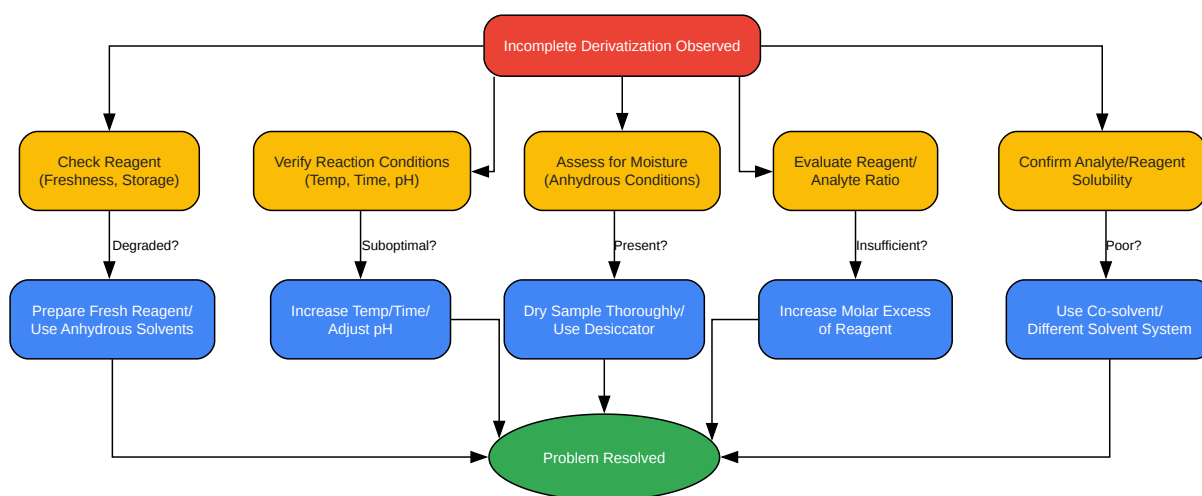 Incomplete Derivatization Observed
Check Reagent
(Freshness, Storage)
Verify Reaction Conditions
(Temp, Time, pH)
Assess for Moisture
(Anhydrous Conditions)
Evaluate Reagent/
Analyte Ratio
Confirm Analyte/Reagent
Solubility
Degraded?
Suboptimal?
Present?
Insufficient?
Poor?
Prepare Fresh Reagent/
Use Anhydrous Solvents
Increase Temp/Time/
Adjust pH
Dry Sample Thoroughly/
Use Desiccator
Increase Molar Excess
of Reagent
Use Co-solvent/
Different Solvent System
Problem Resolved